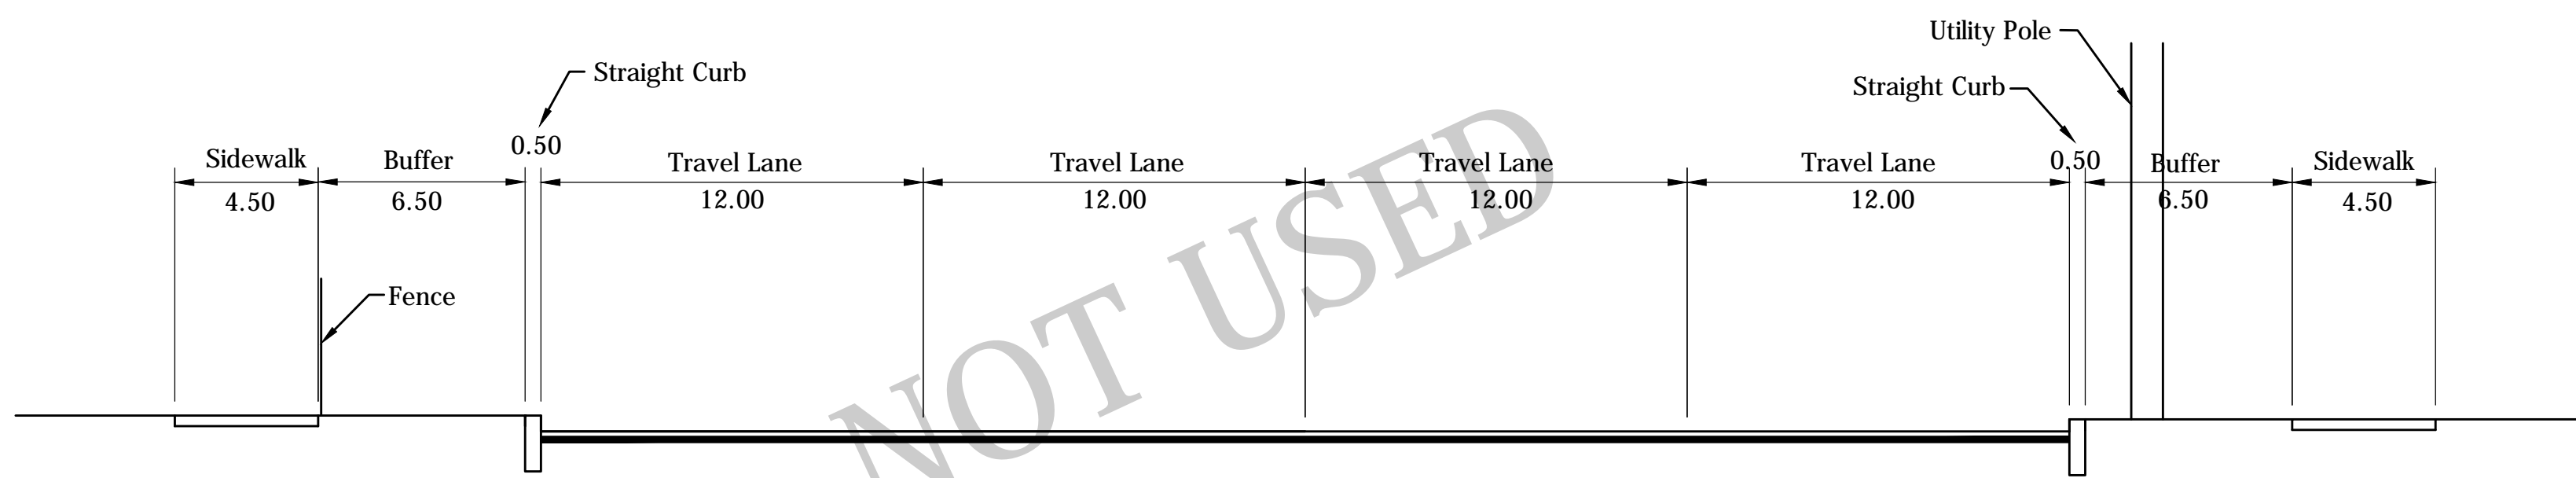 Utility Pole
Straight Curb
Straight Curb
0.50
Sidewalk
Buffer
Travel Lane
Travel Lane
Travel Lane
Travel Lane
0.50
Buffer
Sidewalk
4.50
6.50
12.00
12.00
12.00
12.00
6.50
4.50
Fence
NOT USED